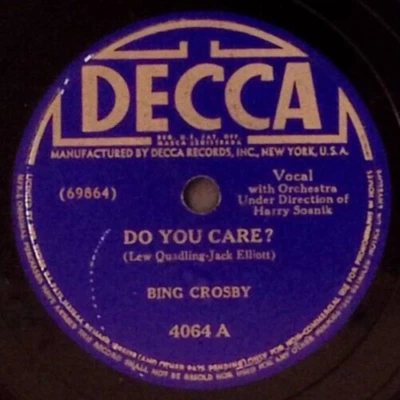 DECCA
REG. U.S. PAT. OFF.
MARCA REGISTRADA
MANUFACTURED BY DECCA RECORDS, INC., NEW YORK, U.S.A.
(69864)
Vocal
with Orchestra
Under Direction of
Harry Sosnik
DO YOU CARE?
(Lew Quadling-Jack Elliott)
BING CROSBY
4064 A